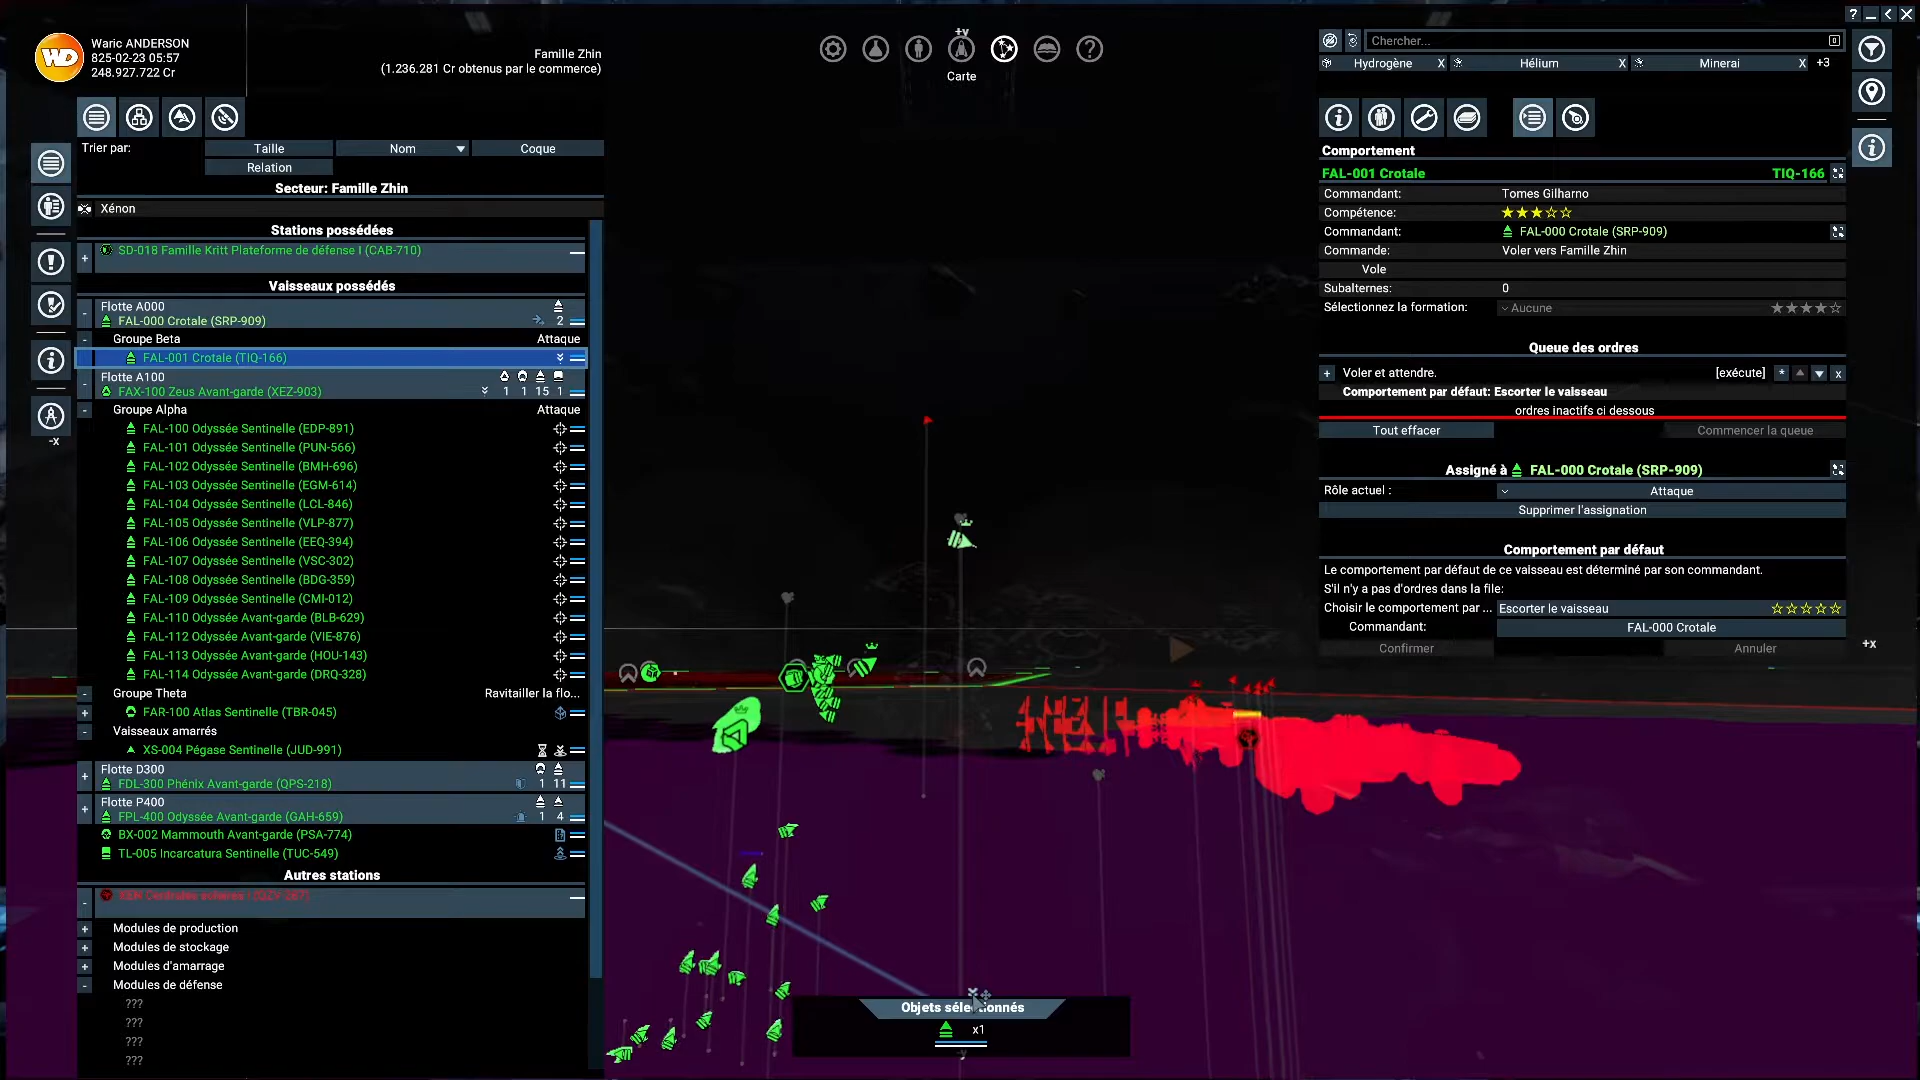 WD
Waric ANDERSON
825-02-23 05:57
248.927.722 Cr
Famille Zhin
(1.236.281 Cr obtenus par le commerce)
Trier par:
Taille
Nom
Coque
Relation
Secteur: Famille Zhin
Xénon
Stations possédées
SD-018 Famille Kritt Plateforme de défense I (CAB-710)
Vaisseaux possédés
Flotte A000
FAL-000 Crotale (SRP-909)
2
Groupe Beta
Attaque
FAL-001 Crotale (TIQ-166)
Flotte A100
FAX-100 Zeus Avant-garde (XEZ-903)
1 1 15 1
Groupe Alpha
Attaque
FAL-100 Odyssée Sentinelle (EDP-891)
FAL-101 Odyssée Sentinelle (PUN-566)
FAL-102 Odyssée Sentinelle (BMH-696)
FAL-103 Odyssée Sentinelle (EGM-614)
FAL-104 Odyssée Sentinelle (LCL-846)
FAL-105 Odyssée Sentinelle (VLP-877)
FAL-106 Odyssée Sentinelle (EEQ-394)
FAL-107 Odyssée Sentinelle (VSC-302)
FAL-108 Odyssée Sentinelle (BDG-359)
FAL-109 Odyssée Sentinelle (CMI-012)
FAL-110 Odyssée Avant-garde (BLB-629)
FAL-112 Odyssée Avant-garde (VIE-876)
FAL-113 Odyssée Avant-garde (HOU-143)
FAL-114 Odyssée Avant-garde (DRQ-328)
Groupe Theta
Ravitailler la flo...
FAR-100 Atlas Sentinelle (TBR-045)
Vaisseaux amarrés
XS-004 Pégase Sentinelle (JUD-991)
Flotte D300
FDL-300 Phénix Avant-garde (QPS-218)
1 11
Flotte P400
FPL-400 Odyssée Avant-garde (GAH-659)
1 4
BX-002 Mammouth Avant-garde (PSA-774)
TL-005 Incarcatura Sentinelle (TUC-549)
Autres stations
Modules de production
Modules de stockage
Modules d'amarrage
Modules de défense
???
???
???
???
-x
+y
Carte
+x
Objets sélectionnés
x1
-y
Chercher...
Hydrogène X
Hélium X
Minerai X
+3
Comportement
FAL-001 Crotale
TIQ-166
Commandant:
Tomes Gilharno
Compétence:
Commandant:
FAL-000 Crotale (SRP-909)
Commande:
Voler vers Famille Zhin
Vole
Subalternes:
0
Sélectionnez la formation:
Aucune
Queue des ordres
+ Voler et attendre.
[exécute]
* x
Comportement par défaut: Escorter le vaisseau
ordres inactifs ci dessous
Tout effacer
Commencer la queue
Assigné à FAL-000 Crotale (SRP-909)
Rôle actuel :
Attaque
Supprimer l'assignation
Comportement par défaut
Le comportement par défaut de ce vaisseau est déterminé par son commandant.
S'il n'y a pas d'ordres dans la file:
Choisir le comportement par ...
Escorter le vaisseau
Commandant:
FAL-000 Crotale
Confirmer
Annuler